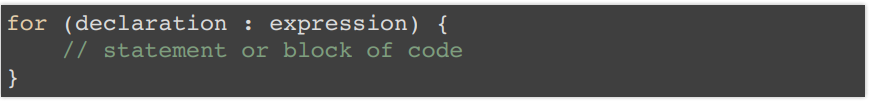 for (declaration : expression) {
    // statement or block of code
}